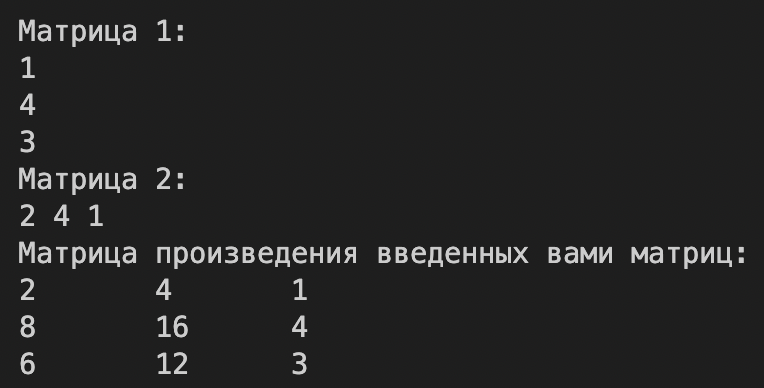 Матрица 1:
1
4
3
Матрица 2:
2 4 1
Матрица произведения введенных вами матриц:
2 4 1
8 16 4
6 12 3